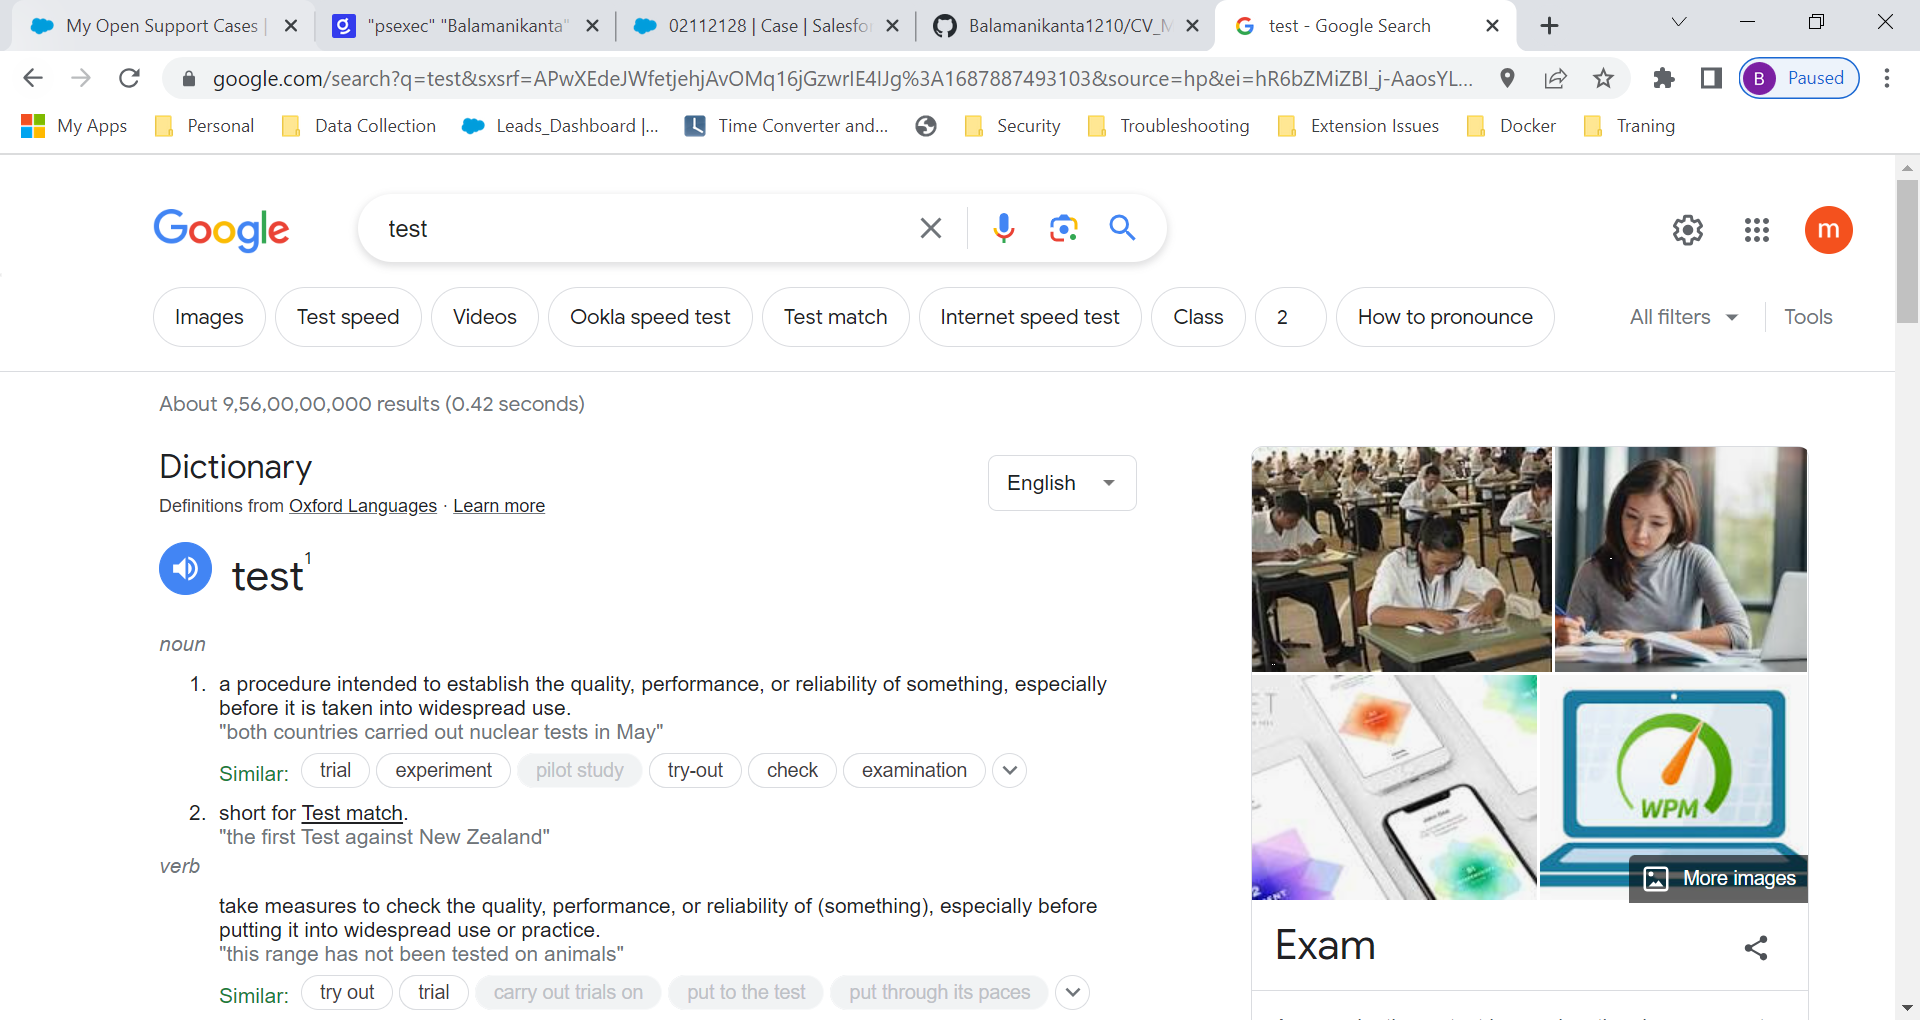 My Open Support Cases |
"psexec" "Balamanikanta"
02112128 | Case | Salesfo
Balamanikanta1210/CV_M
test - Google Search
google.com/search?q=test&sxsrf=APwXEdeJWfetjehjAvOMq16jGzwrIE4IJg%3A1687887493103&source=hp&ei=hR6bZMiZBI_j-AaosYL...
B Paused
My Apps
Personal
Data Collection
Leads_Dashboard |...
Time Converter and...
Security
Troubleshooting
Extension Issues
Docker
Traning
Google
test
m
Images
Test speed
Videos
Ookla speed test
Test match
Internet speed test
Class
2
How to pronounce
All filters
Tools
About 9,56,00,00,000 results (0.42 seconds)
Dictionary
English
Definitions from Oxford Languages · Learn more
test1
noun
1. a procedure intended to establish the quality, performance, or reliability of something, especially
before it is taken into widespread use.
"both countries carried out nuclear tests in May"
Similar: trial experiment pilot study try-out check examination
2. short for Test match.
"the first Test against New Zealand"
verb
take measures to check the quality, performance, or reliability of (something), especially before
putting it into widespread use or practice.
"this range has not been tested on animals"
Similar: try out trial carry out trials on put to the test put through its paces
WPM
More images
Exam